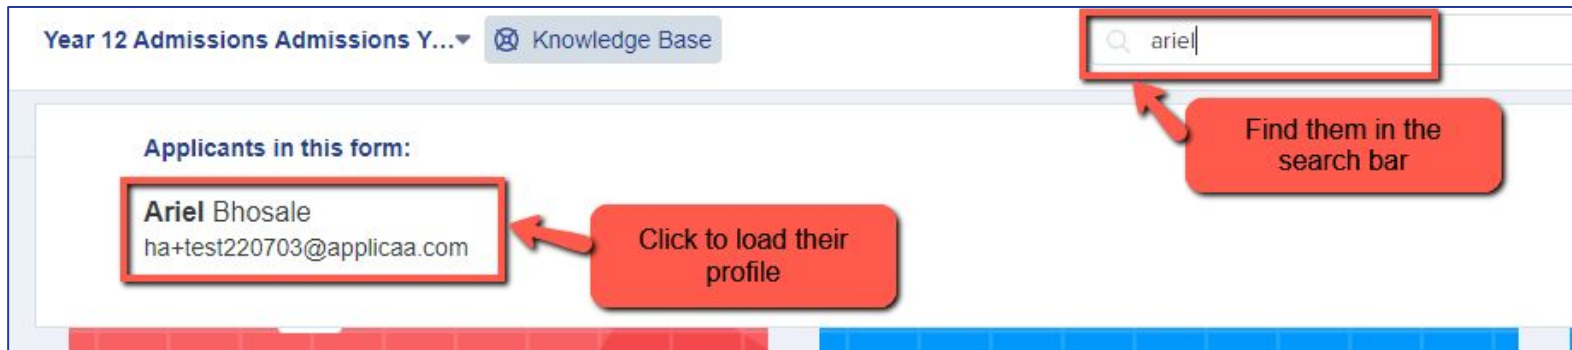 Year 12 Admissions Admissions Y... Knowledge Base
ariel
Find them in the
search bar
Applicants in this form:
Ariel Bhosale
ha+test220703@applicaa.com
Click to load their
profile